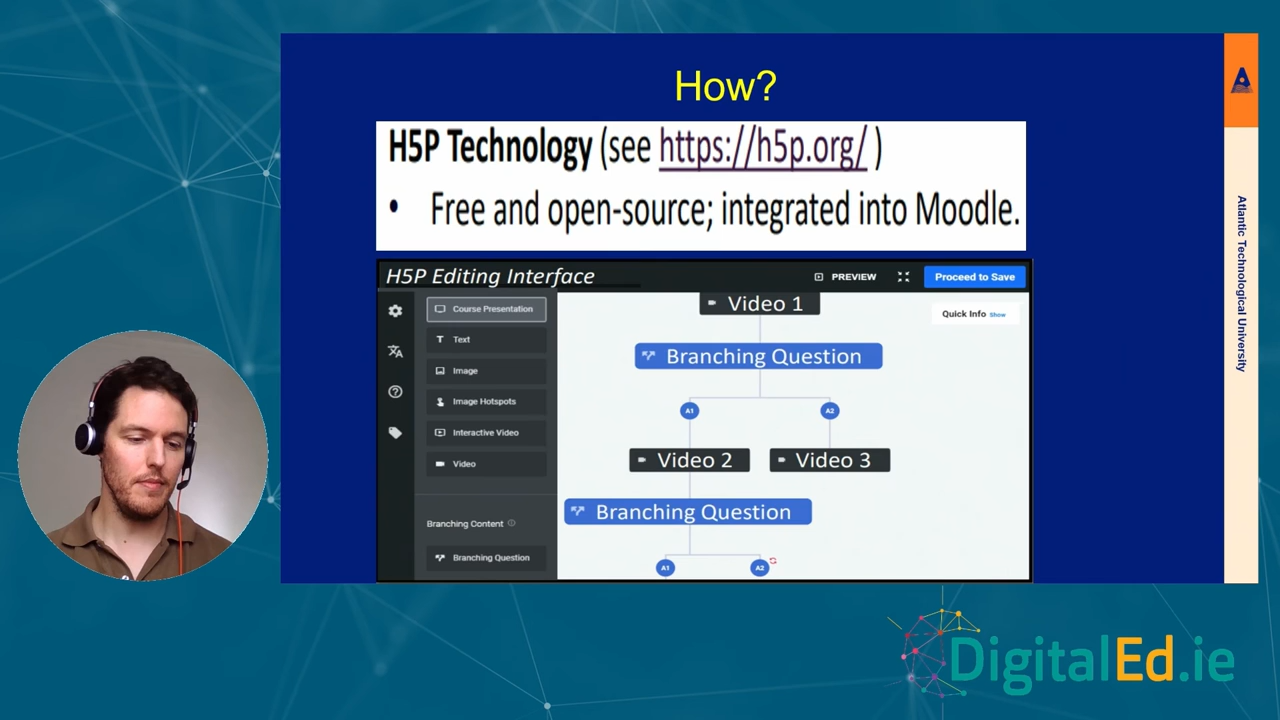 How?
H5P Technology (see https://h5p.org/ )
• Free and open-source; integrated into Moodle.
H5P Editing Interface
PREVIEW
Proceed to Save
Course Presentation
Text
Image
Image Hotspots
Interactive Video
Video
Branching Content
Branching Question
Video 1
Quick Info Show
Branching Question
A1 A2
Video 2 Video 3
Branching Question
A1 A2
Atlantic Technological University
DigitalEd.ie